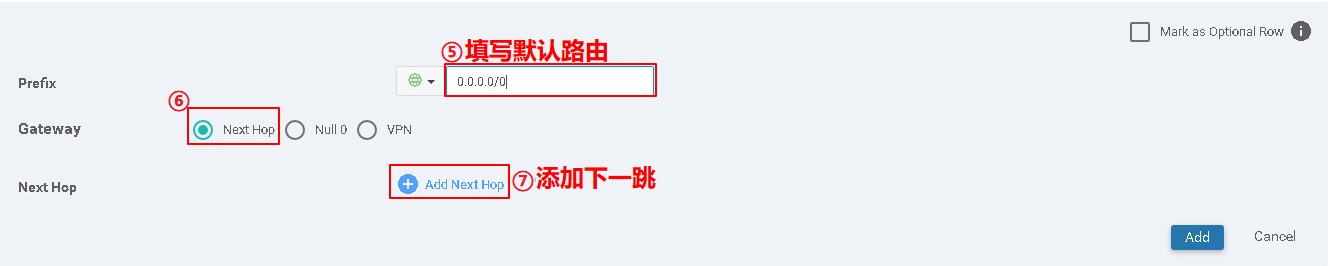 Mark as Optional Row
⑤填写默认路由
Prefix
0.0.0.0/0
⑥
Gateway
Next Hop
Null 0
VPN
Next Hop
Add Next Hop
⑦添加下一跳
Add
Cancel